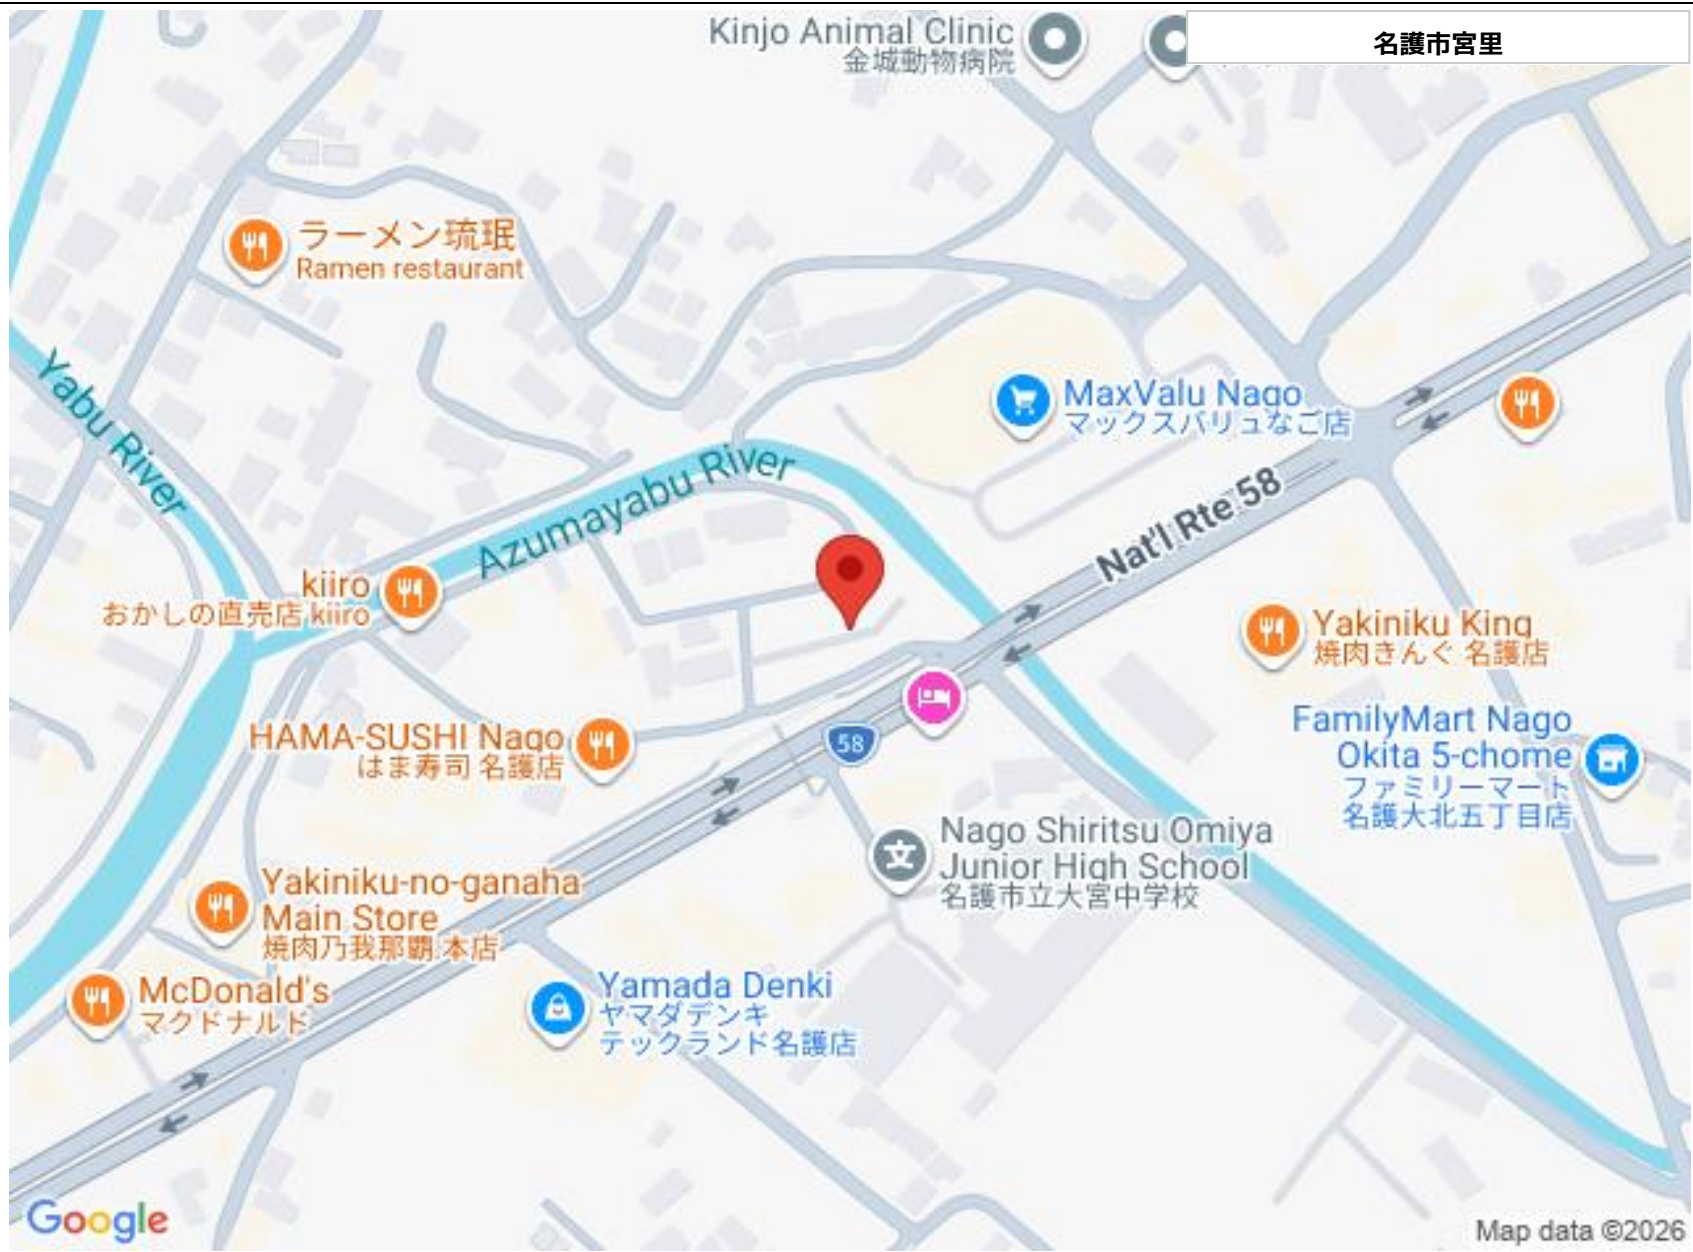 Kinjo Animal Clinic
金城動物病院
名護市宮里
ラーメン琉珉
Ramen restaurant
Yabu River
MaxValu Nago
マックスバリュなご店
Azumayabu River
Nat'l Rte 58
kiiro
おかしの直売店 kiiro
Yakiniku King
焼肉きんぐ 名護店
HAMA-SUSHI Nago
はま寿司 名護店
58
FamilyMart Nago
Okita 5-chome
ファミリーマート
名護大北五丁目店
文
Nago Shiritsu Omiya
Junior High School
名護市立大宮中学校
Yakiniku-no-ganaha
Main Store
焼肉乃我那覇 本店
McDonald's
マクドナルド
Yamada Denki
ヤマダデンキ
テックランド名護店
Google
Map data ©2026